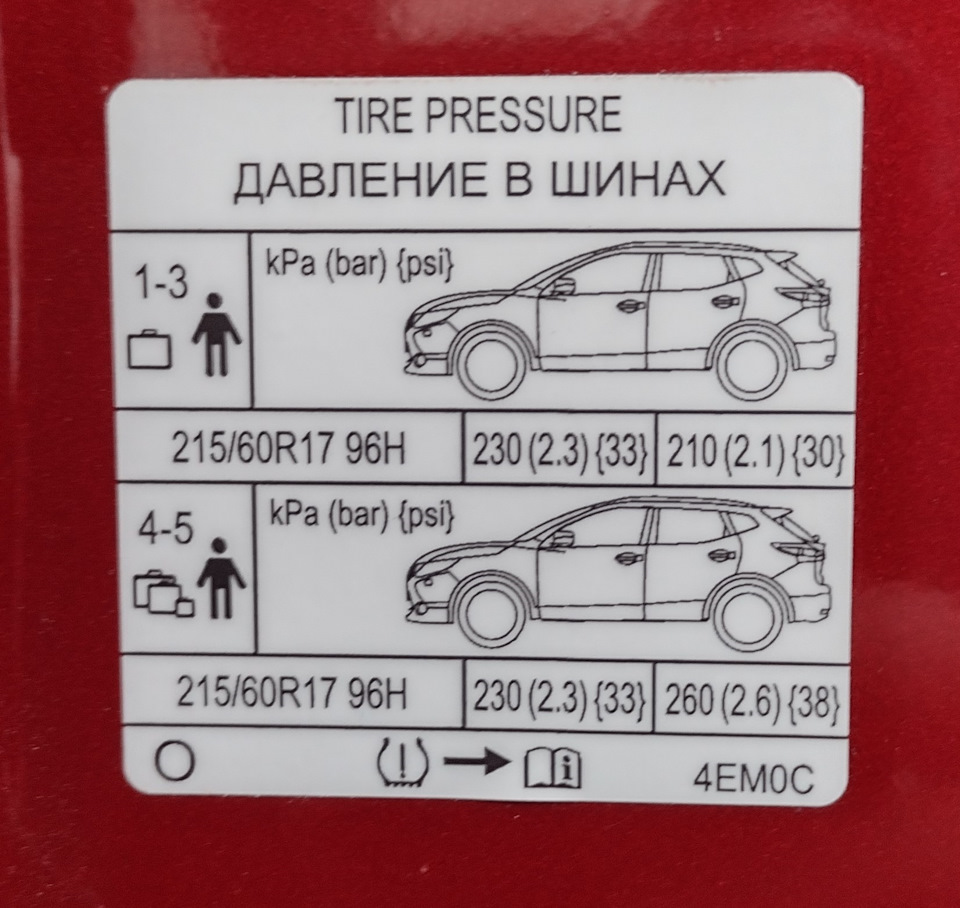 TIRE PRESSURE
ДАВЛЕНИЕ В ШИНАХ
1-3
kPa (bar) {psi}
215/60R17 96H 230 (2.3) {33} 210 (2.1) {30}
4-5
kPa (bar) {psi}
215/60R17 96H 230 (2.3) {33} 260 (2.6) {38}
4EM0C